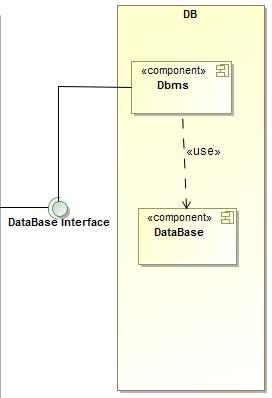 DB
«component»
Dbms
«use»
«component»
DataBase
DataBase Interface